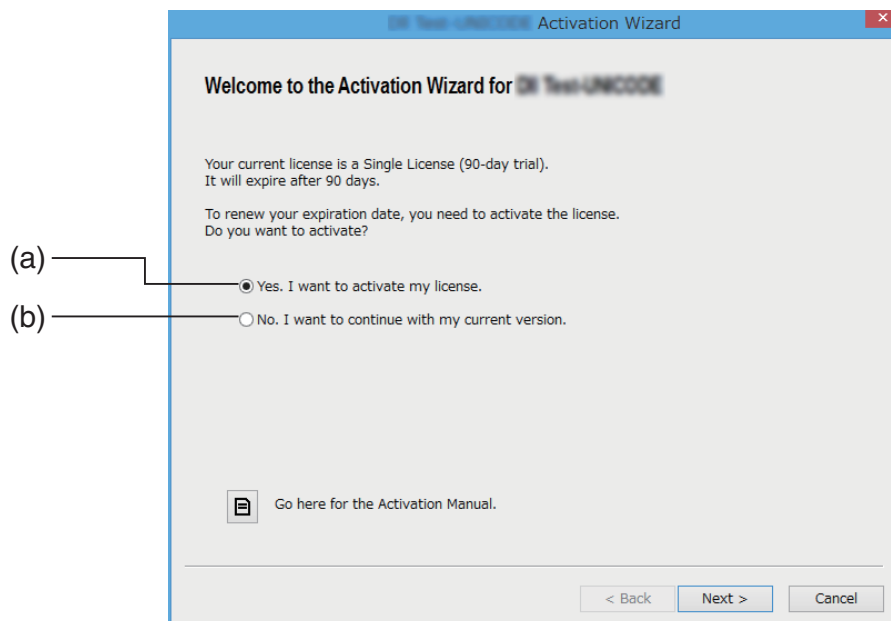 Activation Wizard
Welcome to the Activation Wizard for
Your current license is a Single License (90-day trial).
It will expire after 90 days.
To renew your expiration date, you need to activate the license.
Do you want to activate?
(a)
Yes. I want to activate my license.
(b)
No. I want to continue with my current version.
Go here for the Activation Manual.
< Back Next > Cancel